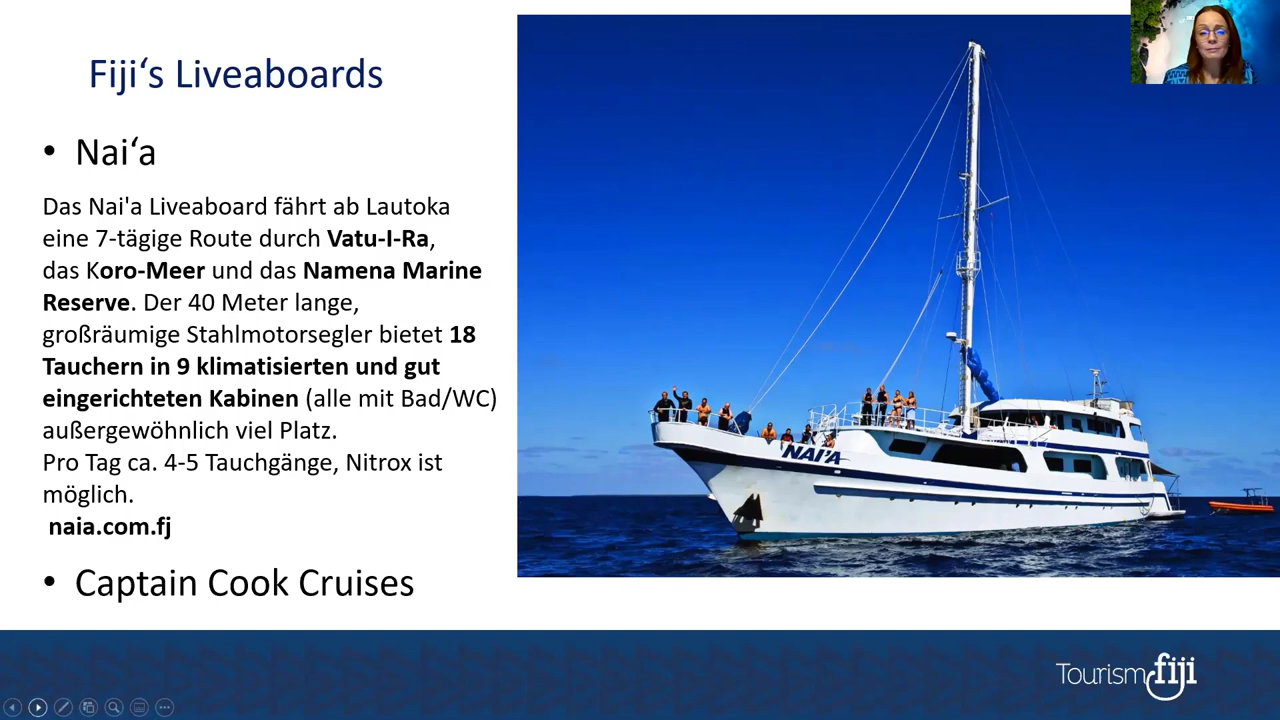 Fiji‘s Liveaboards
• Nai‘a
Das Nai'a Liveaboard fährt ab Lautoka
eine 7-tägige Route durch Vatu-I-Ra,
das Koro-Meer und das Namena Marine
Reserve. Der 40 Meter lange,
großräumige Stahlmotorsegler bietet 18
Tauchern in 9 klimatisierten und gut
eingerichteten Kabinen (alle mit Bad/WC)
außergewöhnlich viel Platz.
Pro Tag ca. 4-5 Tauchgänge, Nitrox ist
möglich.
naia.com.fj
• Captain Cook Cruises
NAI'A
Tourism fiji